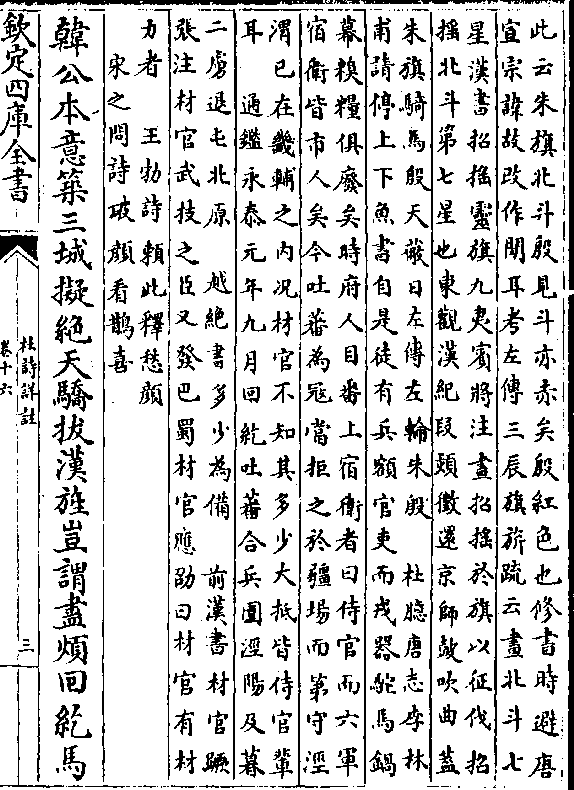 此云朱旗北斗殷見斗亦赤矣殷紅色也修書時避唐
宣宗諱故改作閒耳考左傳三辰旗旂疏云畫北斗七
星漢書招搖靈旗九夷賓將注畫招搖於旗以征伐招
搖北斗第七星也東觀漢紀段熲徵還京師鼓吹曲蓋
朱旗騎馬殷天蔽日左傳左輪朱殷　杜臆唐志李林
甫請停上下魚書自是徒有兵額官吏而戎器駝馬鍋
幕糗糧俱廢矣時府人目番上宿衛者曰侍官而六軍
宿衛皆市人矣今吐蕃為冦當拒之於疆場而第守涇
渭已在畿輔之内况材官不知其多少大抵皆侍官輩
耳　通鑑永泰元年九月回紇吐蕃合兵圍涇陽及暮
二虜退屯北原　越絶書多少為備　前漢書材官蹶
張注材官武技之臣又發巴蜀材官應劭曰材官有材
力者　王勃詩頼此釋愁顔
宋之問詩破顔看鵲喜
韓公本意築三城擬絶天驕拔漢旌豈謂盡煩回紇馬
欽定四庫全書
杜詩詳註
卷十六
三